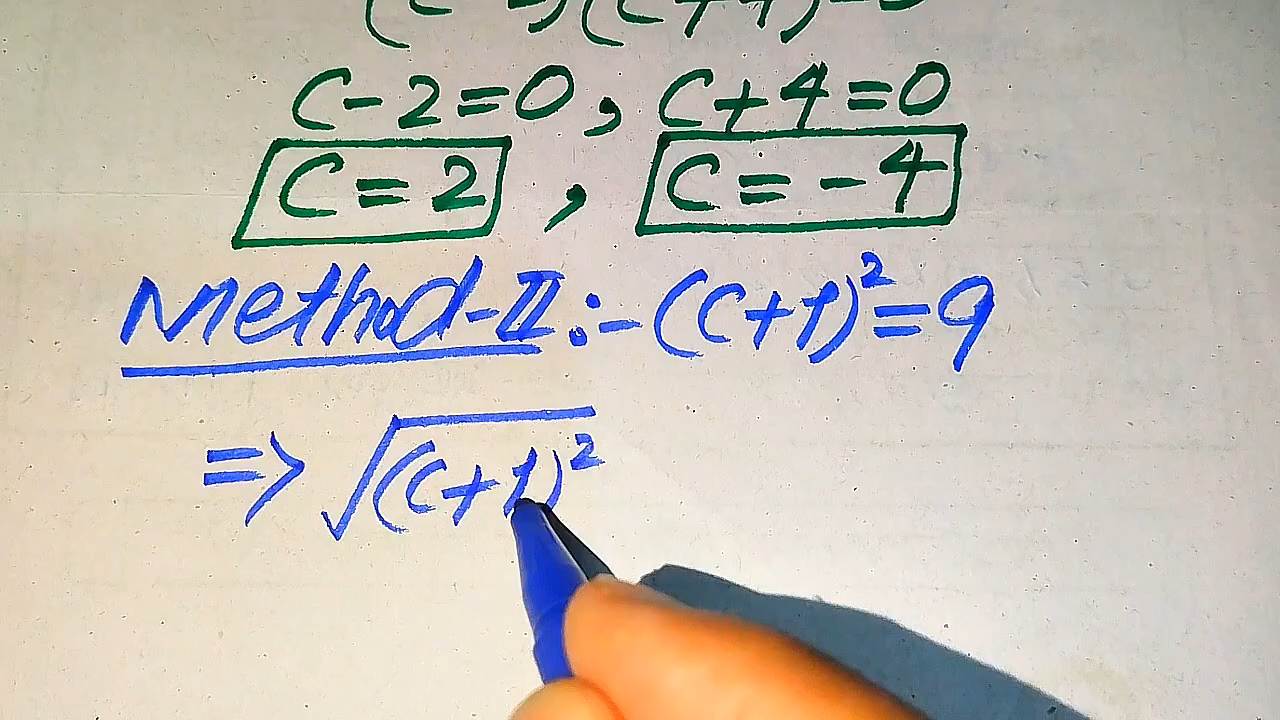 C-2=0, C+4=0
C=2, C=-4
Method-II:- (C+1)²=9
=> √(C+1)²